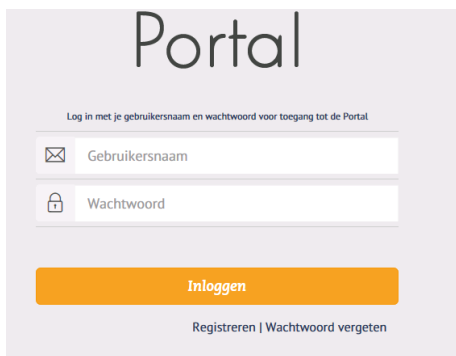 Portal
Log in met je gebruikersnaam en wachtwoord voor toegang tot de Portal
Gebruikersnaam
Wachtwoord
Inloggen
Registreren | Wachtwoord vergeten